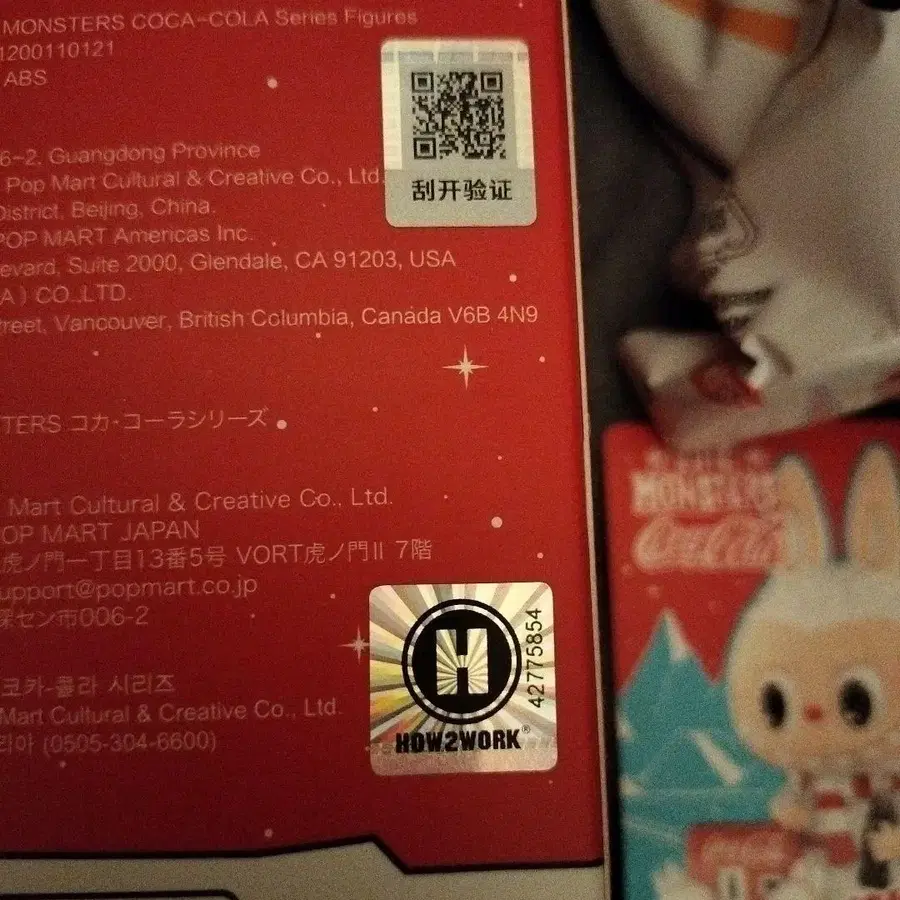 MONSTERS COCA-COLA Series Figures
1200110121
ABS
刮开验证
6-2. Guangdong Province
Pop Mart Cultural & Creative Co., Ltd.
District, Beijing, China.
POP MART Americas Inc.
evard, Suite 2000, Glendale, CA 91203, USA
A) CO.,LTD.
treet, Vancouver, British Columbia, Canada V6B 4N9
TERS コカ・コーラシリーズ
Mart Cultural & Creative Co., Ltd.
OP MART JAPAN
虎ノ門一丁目13番5号 VORT虎ノ門II 7階
upport@popmart.co.jp
深セン市006-2
코카-콜라 시리즈
Mart Cultural & Creative Co., Ltd.
리아 (0505-304-6600)
H
HOW2WORK®
42775854
MONSTERS
Coca-Cola